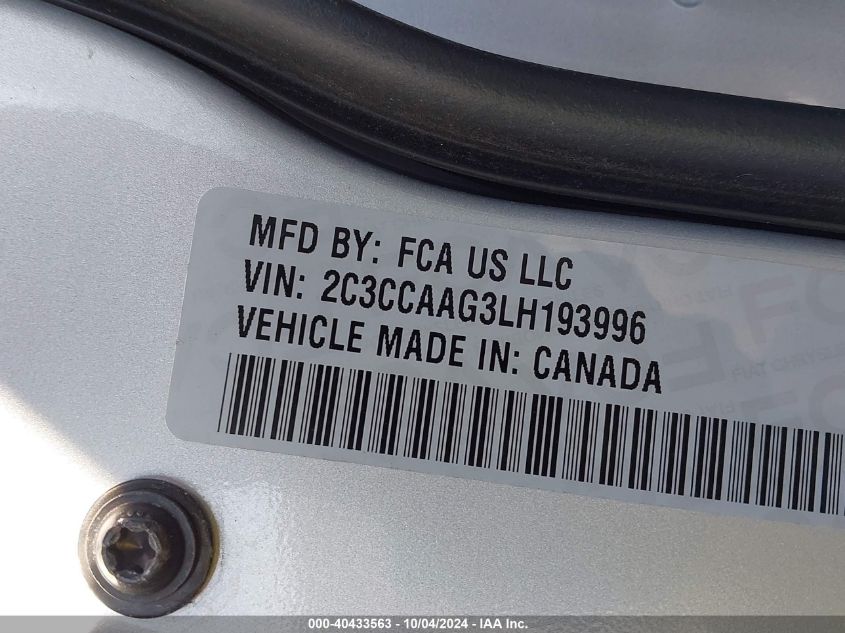 MFD BY: FCA US LLC
VIN: 2C3CCAAG3LH193996
VEHICLE MADE IN: CANADA
000-40433563 - 10/04/2024 - IAA Inc.